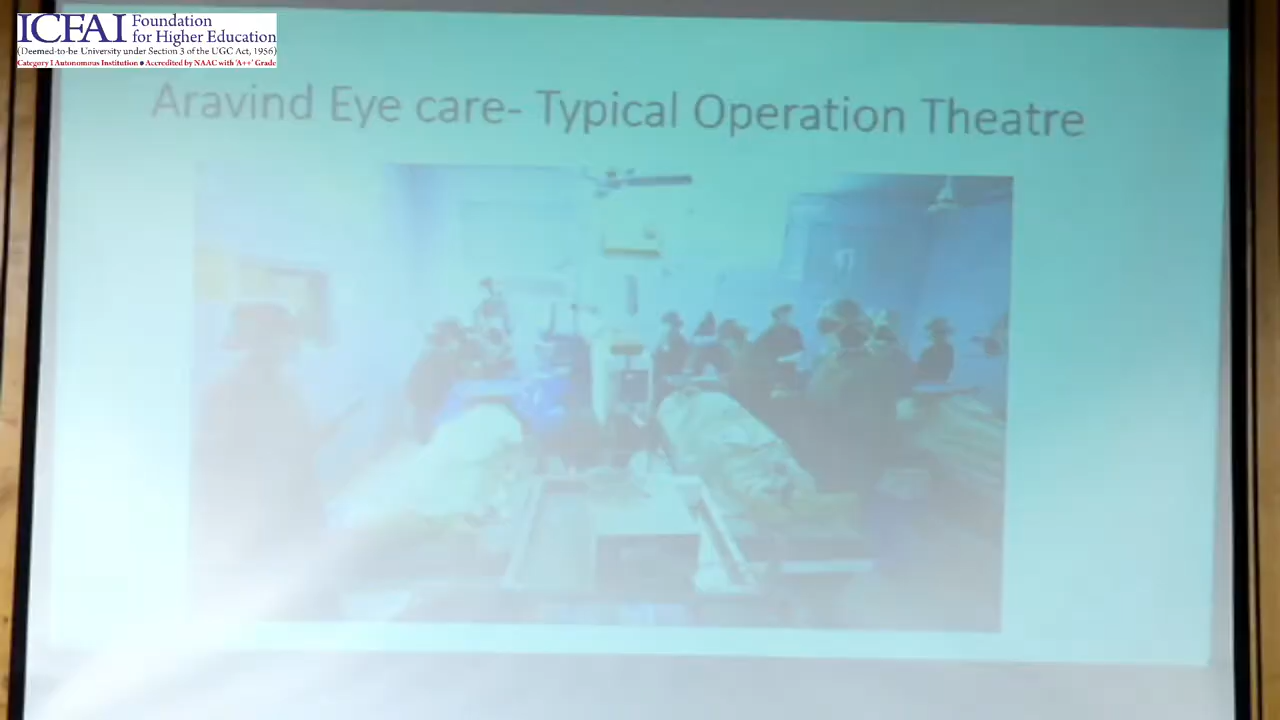 ICFAI Foundation
for Higher Education
(Deemed-to-be University under Section 3 of the UGC Act, 1956)
Category I Autonomous Institution • Accredited by NAAC with 'A++' Grade
Aravind Eye care- Typical Operation Theatre